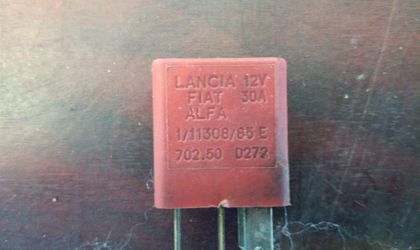 LANCIA 12V
FIAT 30A
ALFA
1/11308/85 E
702.50 D272